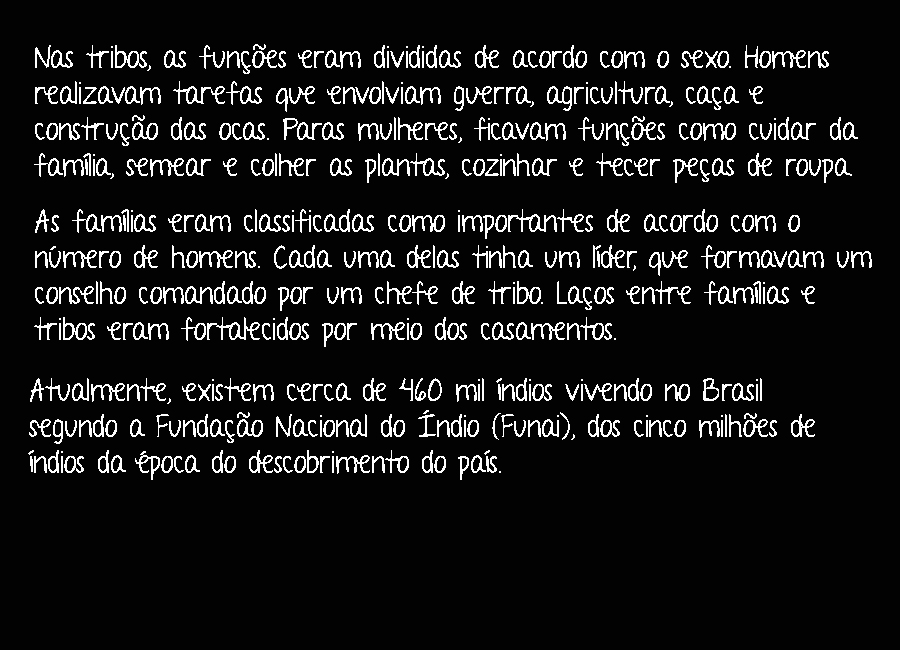 Nas tribos, as funções eram divididas de acordo com o sexo. Homens
realizavam tarefas que envolviam guerra, agricultura, caça e
construção das ocas. Paras mulheres, ficavam funções como cuidar da
família, semear e colher as plantas, cozinhar e tecer peças de roupa.
As famílias eram classificadas como importantes de acordo com o
número de homens. Cada uma delas tinha um líder, que formavam um
conselho comandado por um chefe de tribo. Laços entre famílias e
tribos eram fortalecidos por meio dos casamentos.
Atualmente, existem cerca de 460 mil índios vivendo no Brasil
segundo a Fundação Nacional do Índio (Funai), dos cinco milhões de
índios da época do descobrimento do país.